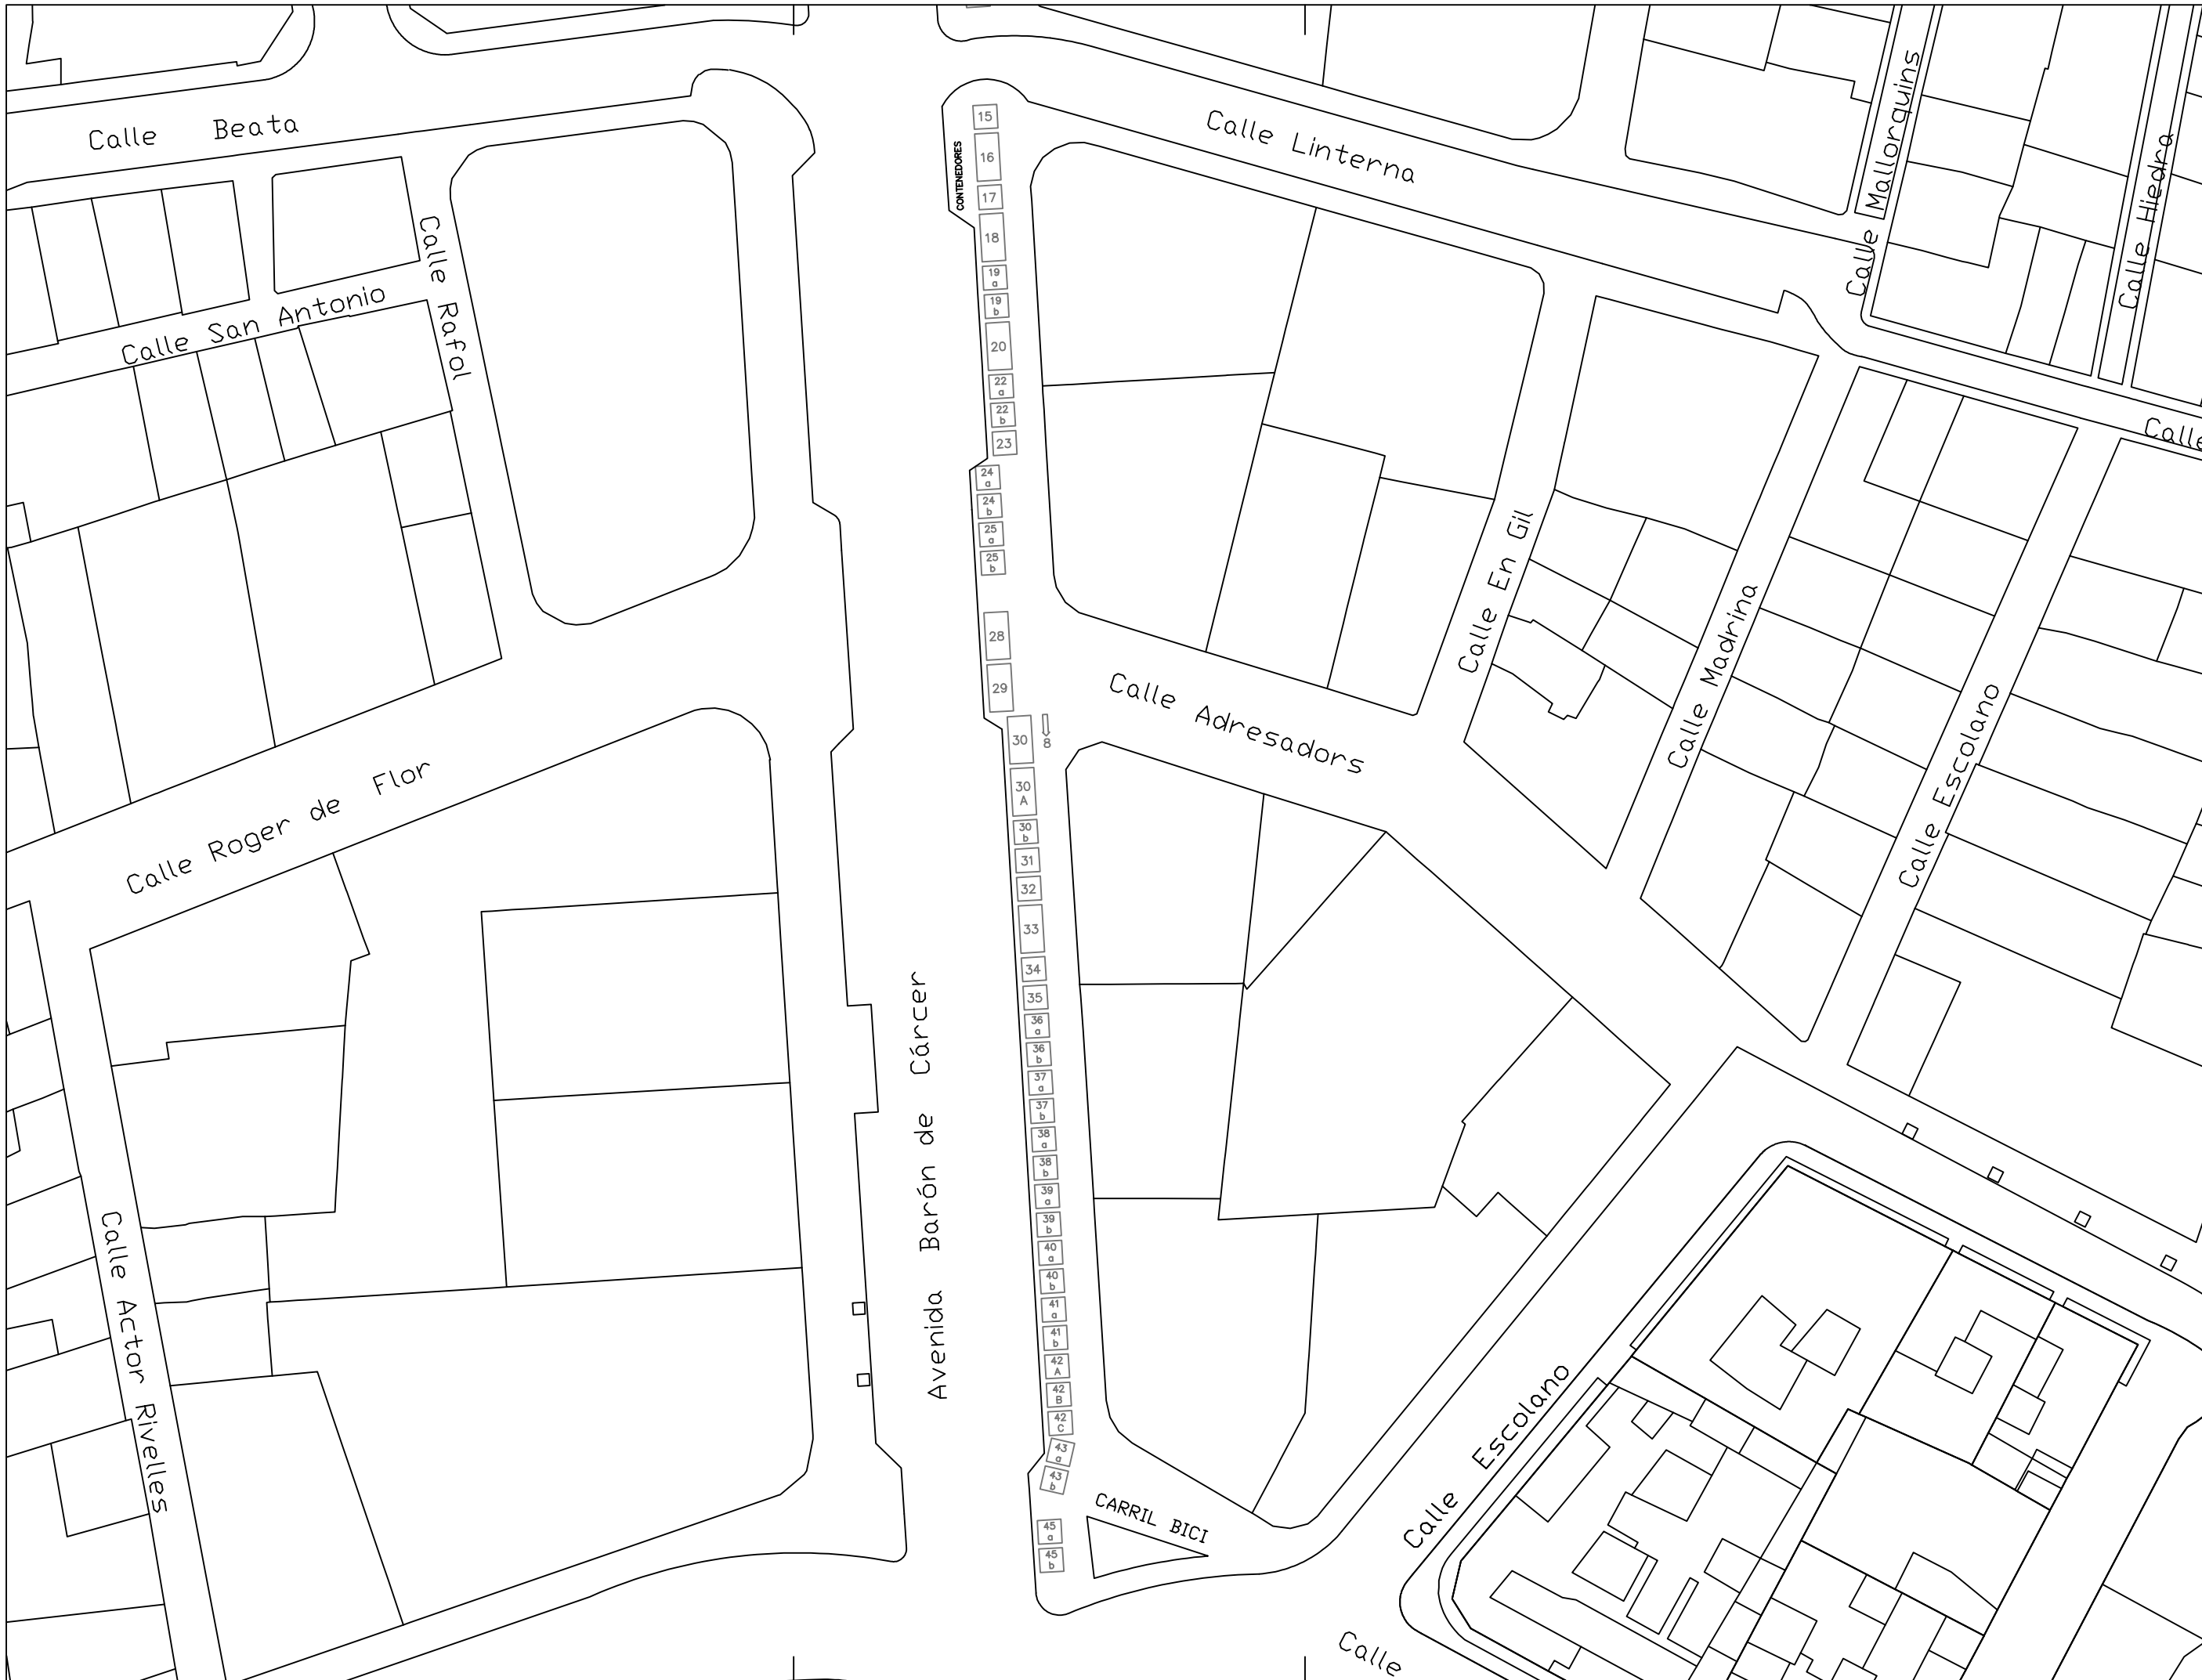 Calle Beata
Calle Linterna
Calle Mallorquins
Calle Hiedra
CONTENEDORES
15
16
17
18
19 a
19 b
20
22 a
22 b
23
24 a
24 b
25 a
25 b
28
29
30
8
30 A
30 b
31
32
33
34
35
36 a
36 b
37 a
37 b
38 a
38 b
39 a
39 b
40 a
40 b
41 a
41 b
42 A
42 B
42 C
43 a
43 b
45 a
45 b
Calle Rafol
Calle San Antonio
Calle
Calle En Gil
Calle Madrina
Calle Adresadors
Calle Escolano
Calle Roger de Flor
Avenida Barón de Cárcer
Calle Actor Rivelles
Calle Escolano
CARRIL BICI
Calle